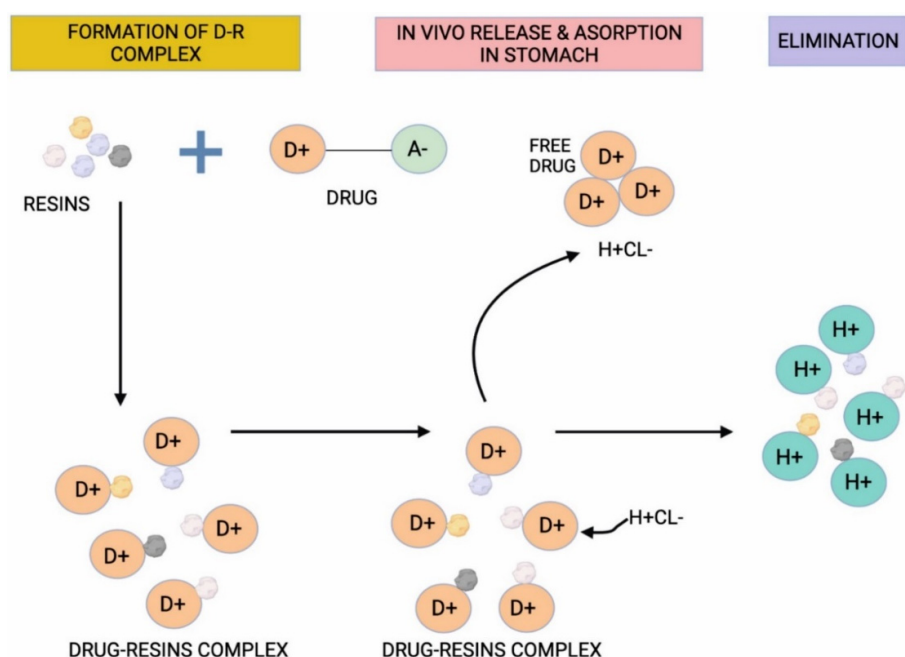 FORMATION OF D-R
COMPLEX
IN VIVO RELEASE & ASORPTION
IN STOMACH
ELIMINATION
RESINS
D+
A-
DRUG
FREE
DRUG
D+
D+
D+
H+CL-
D+
D+
D+
D+
D+
DRUG-RESINS COMPLEX
D+
D+
D+
H+CL-
D+
D+
DRUG-RESINS COMPLEX
H+
H+
H+
H+
H+